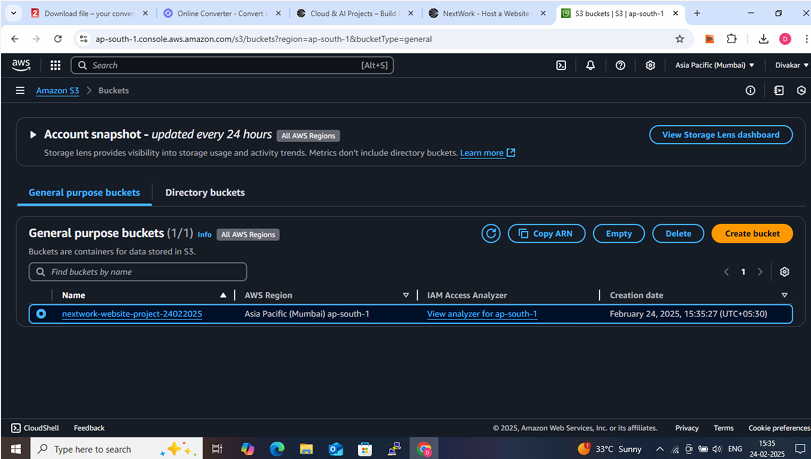 Download file – your conver
Online Converter - Convert I
Cloud & AI Projects – Build
NextWork - Host a Website
S3 buckets | S3 | ap-south-1
ap-south-1.console.aws.amazon.com/s3/buckets?region=ap-south-1&bucketType=general
D
aws
Search [Alt+S]
Asia Pacific (Mumbai)
Divakar
Amazon S3
Buckets
Account snapshot - updated every 24 hours
All AWS Regions
View Storage Lens dashboard
Storage lens provides visibility into storage usage and activity trends. Metrics don't include directory buckets. Learn more
General purpose buckets
Directory buckets
General purpose buckets (1/1) Info
All AWS Regions
Copy ARN
Empty
Delete
Create bucket
Buckets are containers for data stored in S3.
Find buckets by name
1
Name
AWS Region
IAM Access Analyzer
Creation date
nextwork-website-project-24022025
Asia Pacific (Mumbai) ap-south-1
View analyzer for ap-south-1
February 24, 2025, 15:35:27 (UTC+05:30)
CloudShell
Feedback
© 2025, Amazon Web Services, Inc. or its affiliates.
Privacy
Terms
Cookie preferences
Type here to search
33°C Sunny
ENG
15:35
24-02-2025